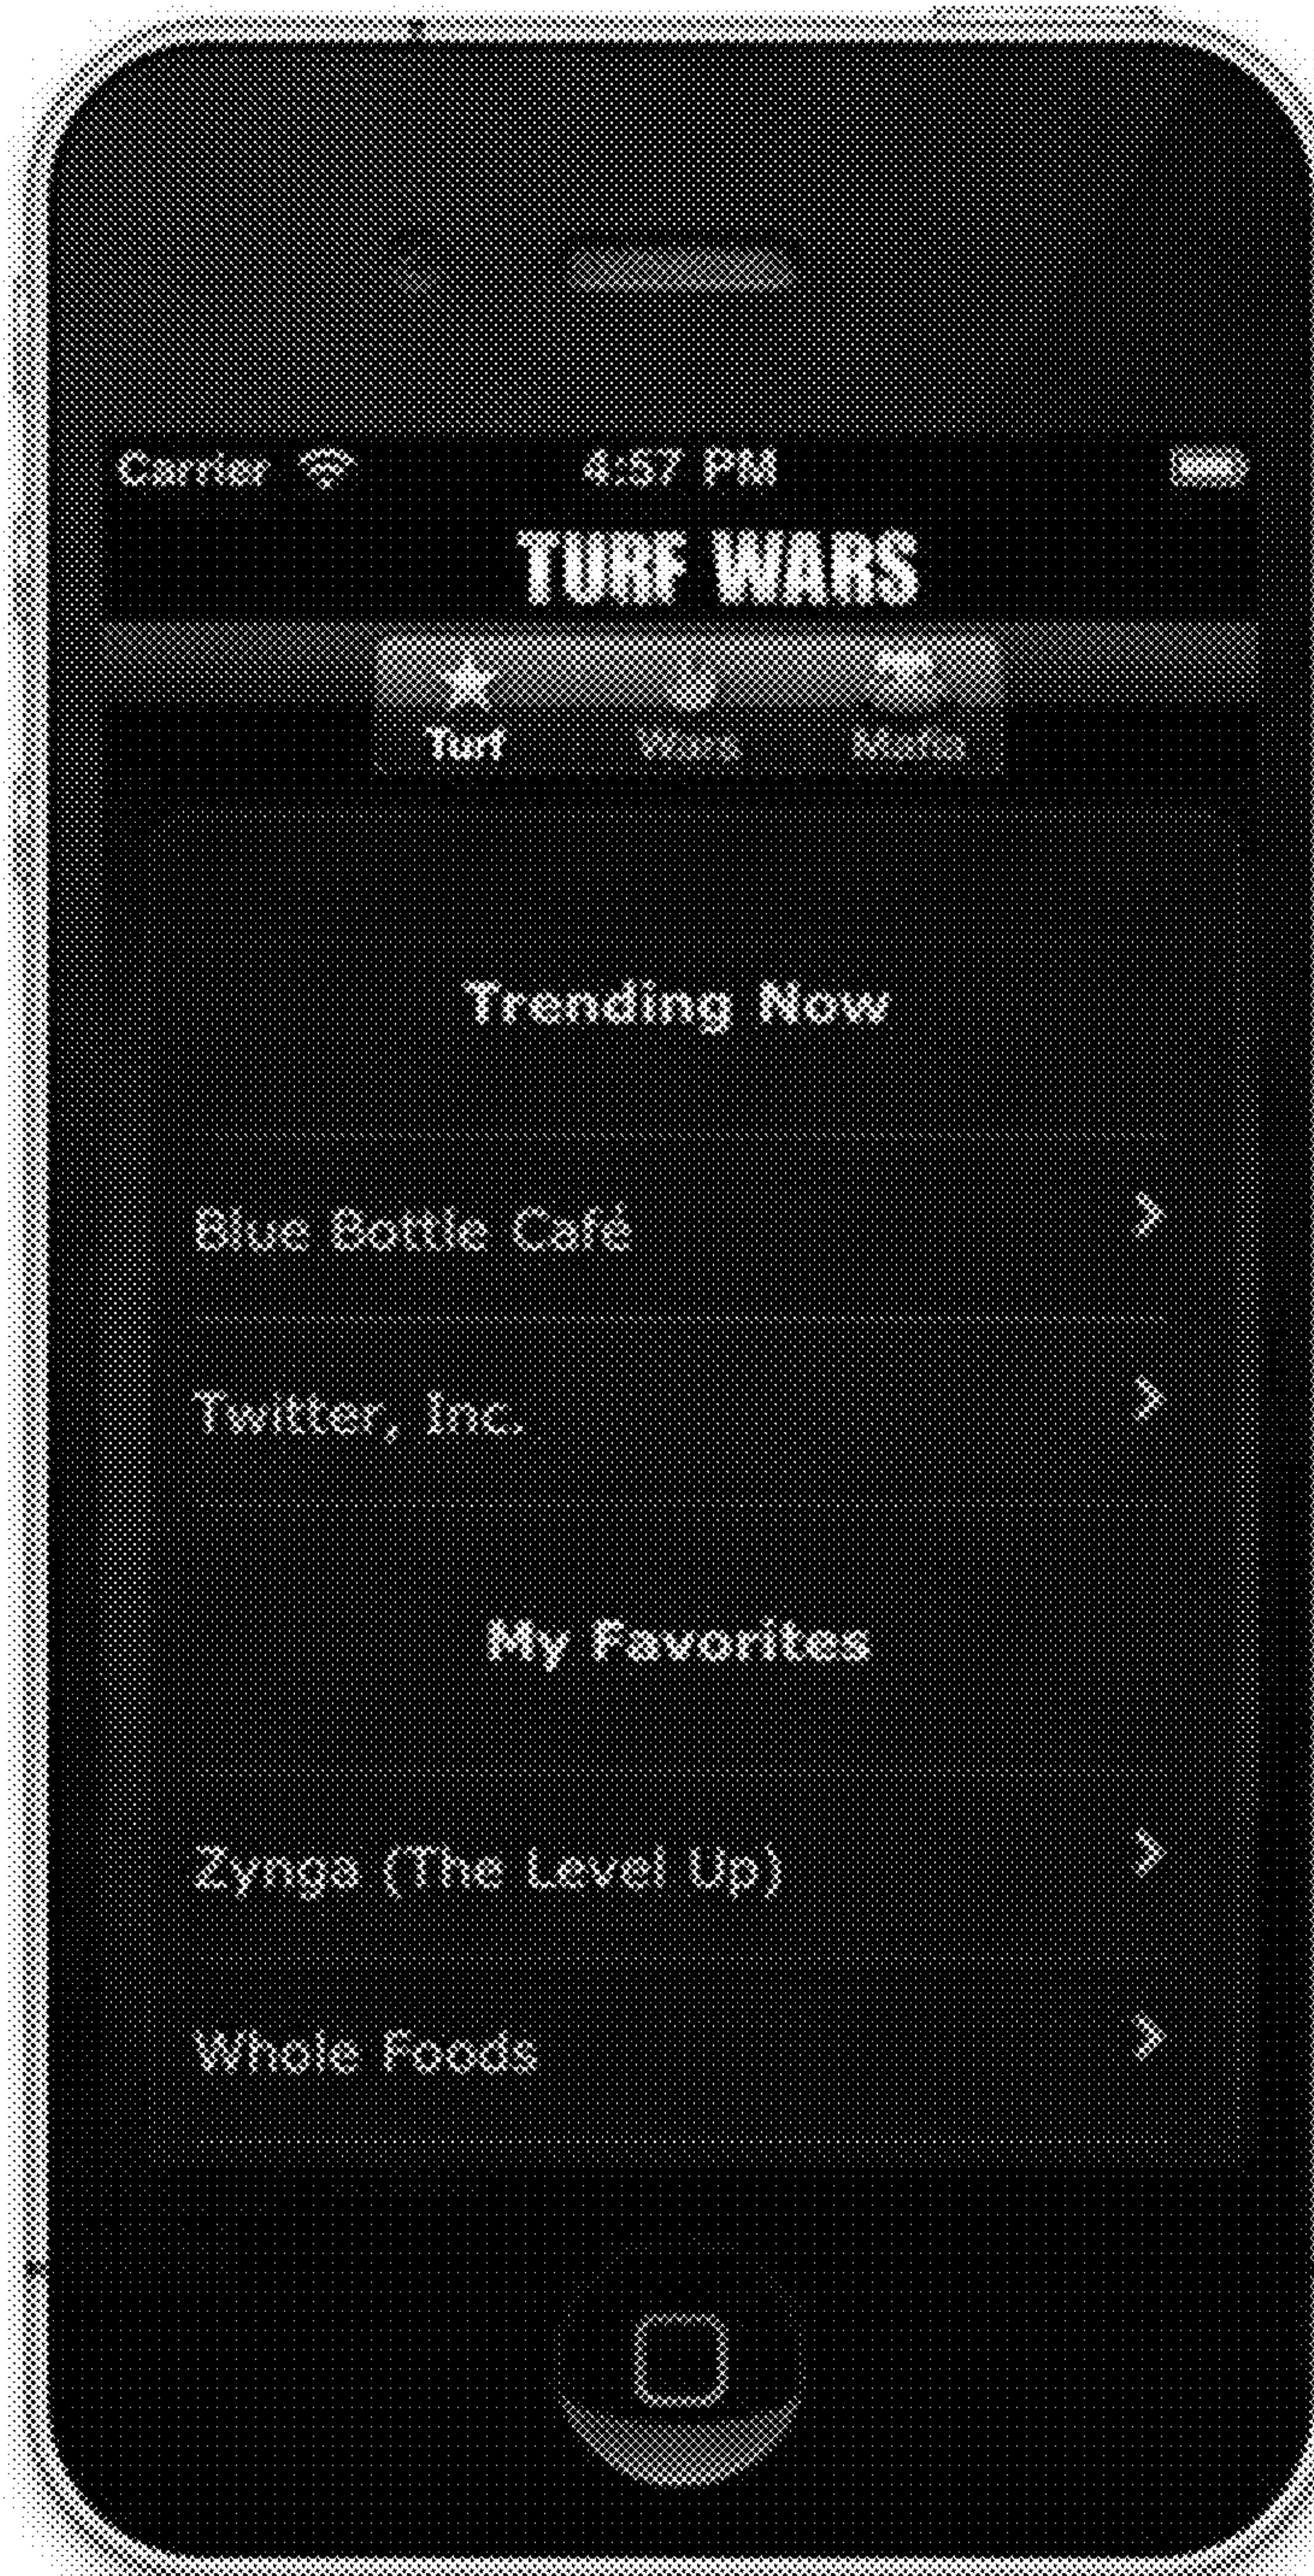 Carrier 4:57 PM
TURF WARS
Turf Wars Mafia
Trending Now
Blue Bottle Café
Twitter, Inc.
My Favorites
Zynga (The Level Up)
Whole Foods